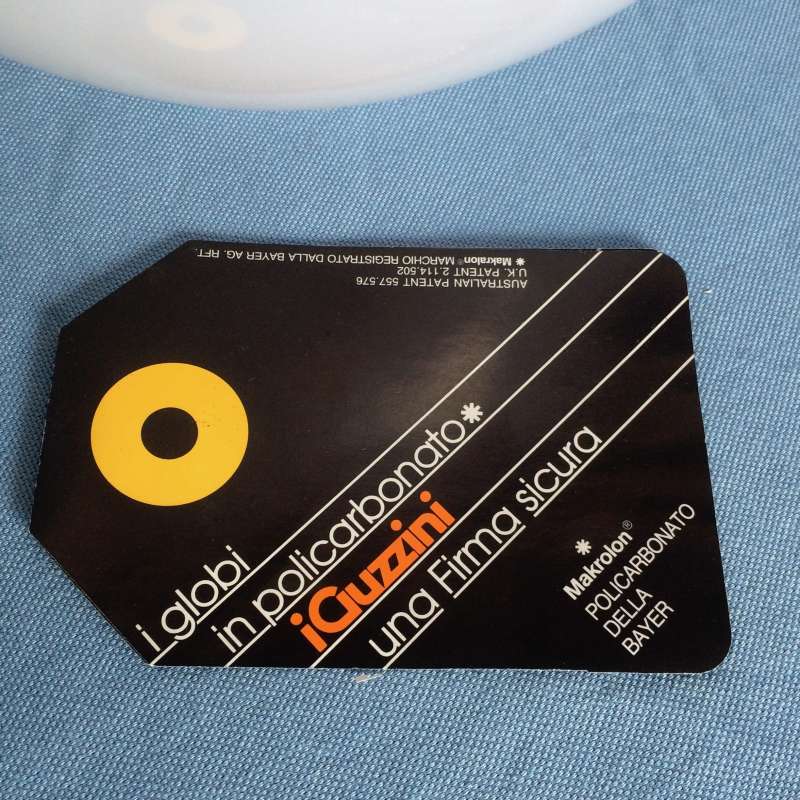 i globi
in policarbonato*
iGuzzini
una Firma sicura
* Makrolon®
POLICARBONATO
DELLA
BAYER
AUSTRALIAN PATENT 557.576
U.K. PATENT 2.114.502
* Makralon® MARCHIO REGISTRATO DALLA BAYER AG. RFT.